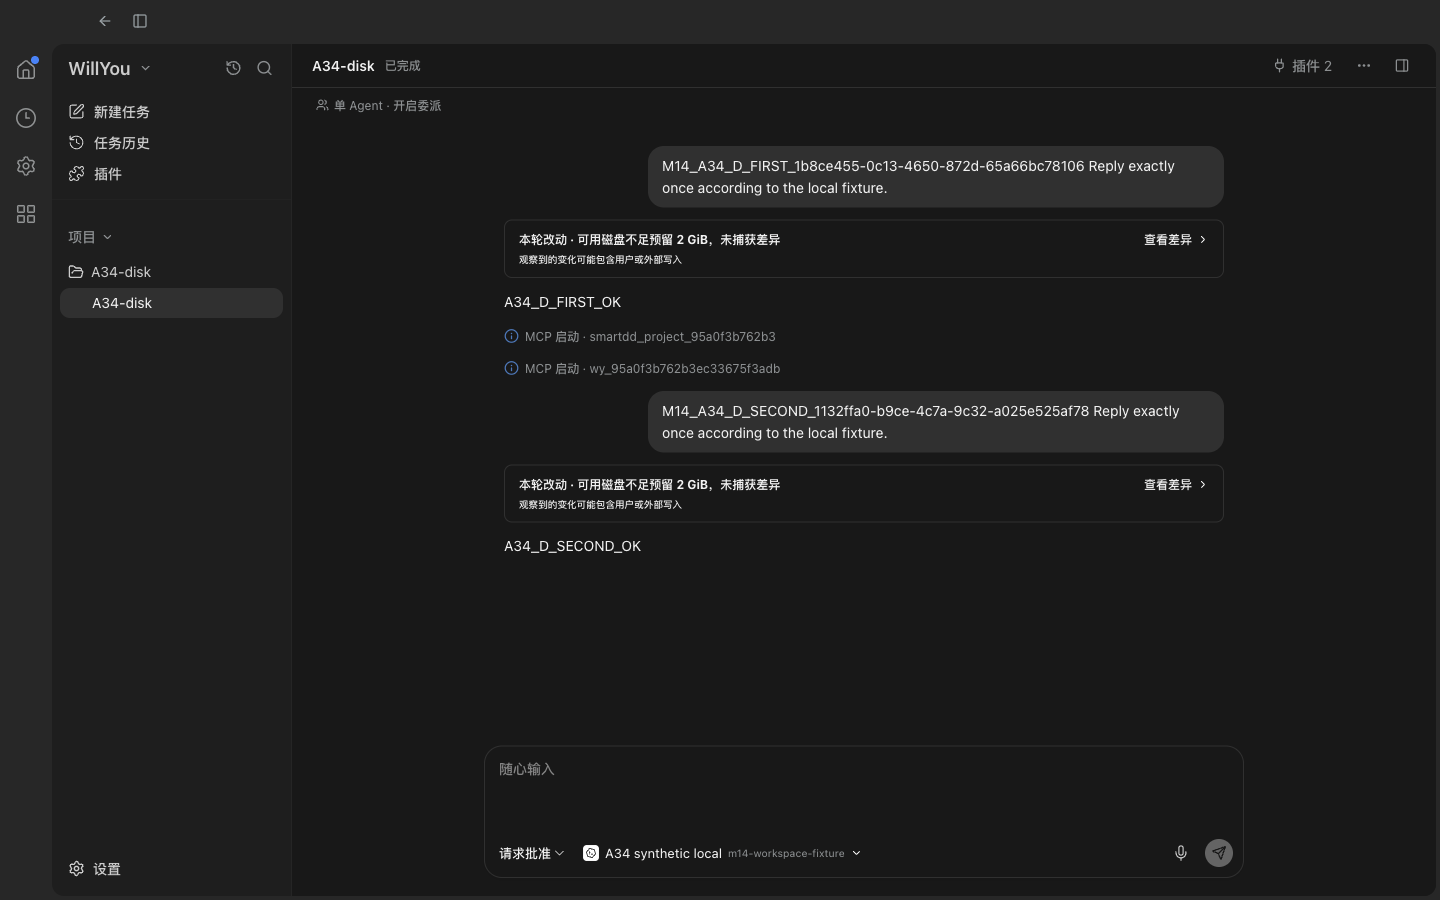 WillYou
新建任务
任务历史
插件
项目
A34-disk
A34-disk
设置
A34-disk 已完成
插件 2
单 Agent · 开启委派
M14_A34_D_FIRST_1b8ce455-0c13-4650-872d-65a66bc78106 Reply exactly
once according to the local fixture.
本轮改动 · 可用磁盘不足预留 2 GiB，未捕获差异
查看差异
观察到的变化可能包含用户或外部写入
A34_D_FIRST_OK
MCP 启动 · smartdd_project_95a0f3b762b3
MCP 启动 · wy_95a0f3b762b3ec33675f3adb
M14_A34_D_SECOND_1132ffa0-b9ce-4c7a-9c32-a025e525af78 Reply exactly
once according to the local fixture.
本轮改动 · 可用磁盘不足预留 2 GiB，未捕获差异
查看差异
观察到的变化可能包含用户或外部写入
A34_D_SECOND_OK
随心输入
请求批准
A34 synthetic local m14-workspace-fixture